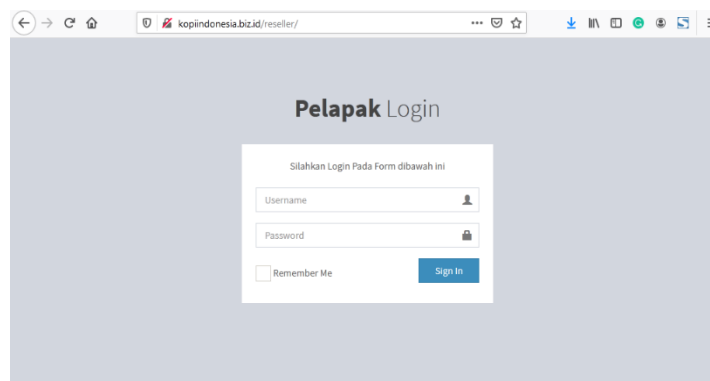 kopiindonesia.biz.id/reseller/
Pelapak Login
Silahkan Login Pada Form dibawah ini
Username
Password
Remember Me
Sign In